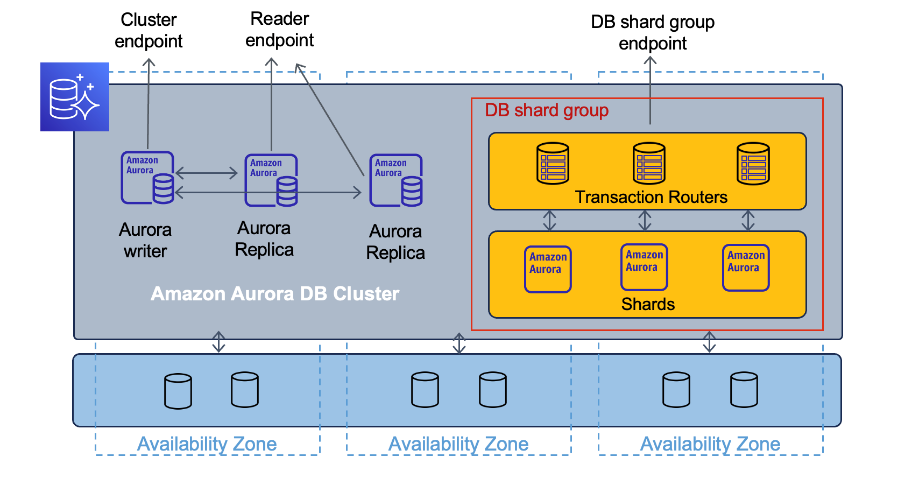 Cluster
endpoint
Reader
endpoint
DB shard group
endpoint
DB shard group
Amazon
Aurora
Amazon
Aurora
Amazon
Aurora
Transaction Routers
Aurora
writer
Aurora
Replica
Aurora
Replica
Amazon
Aurora
Amazon
Aurora
Amazon
Aurora
Shards
Amazon Aurora DB Cluster
Availability Zone
Availability Zone
Availability Zone